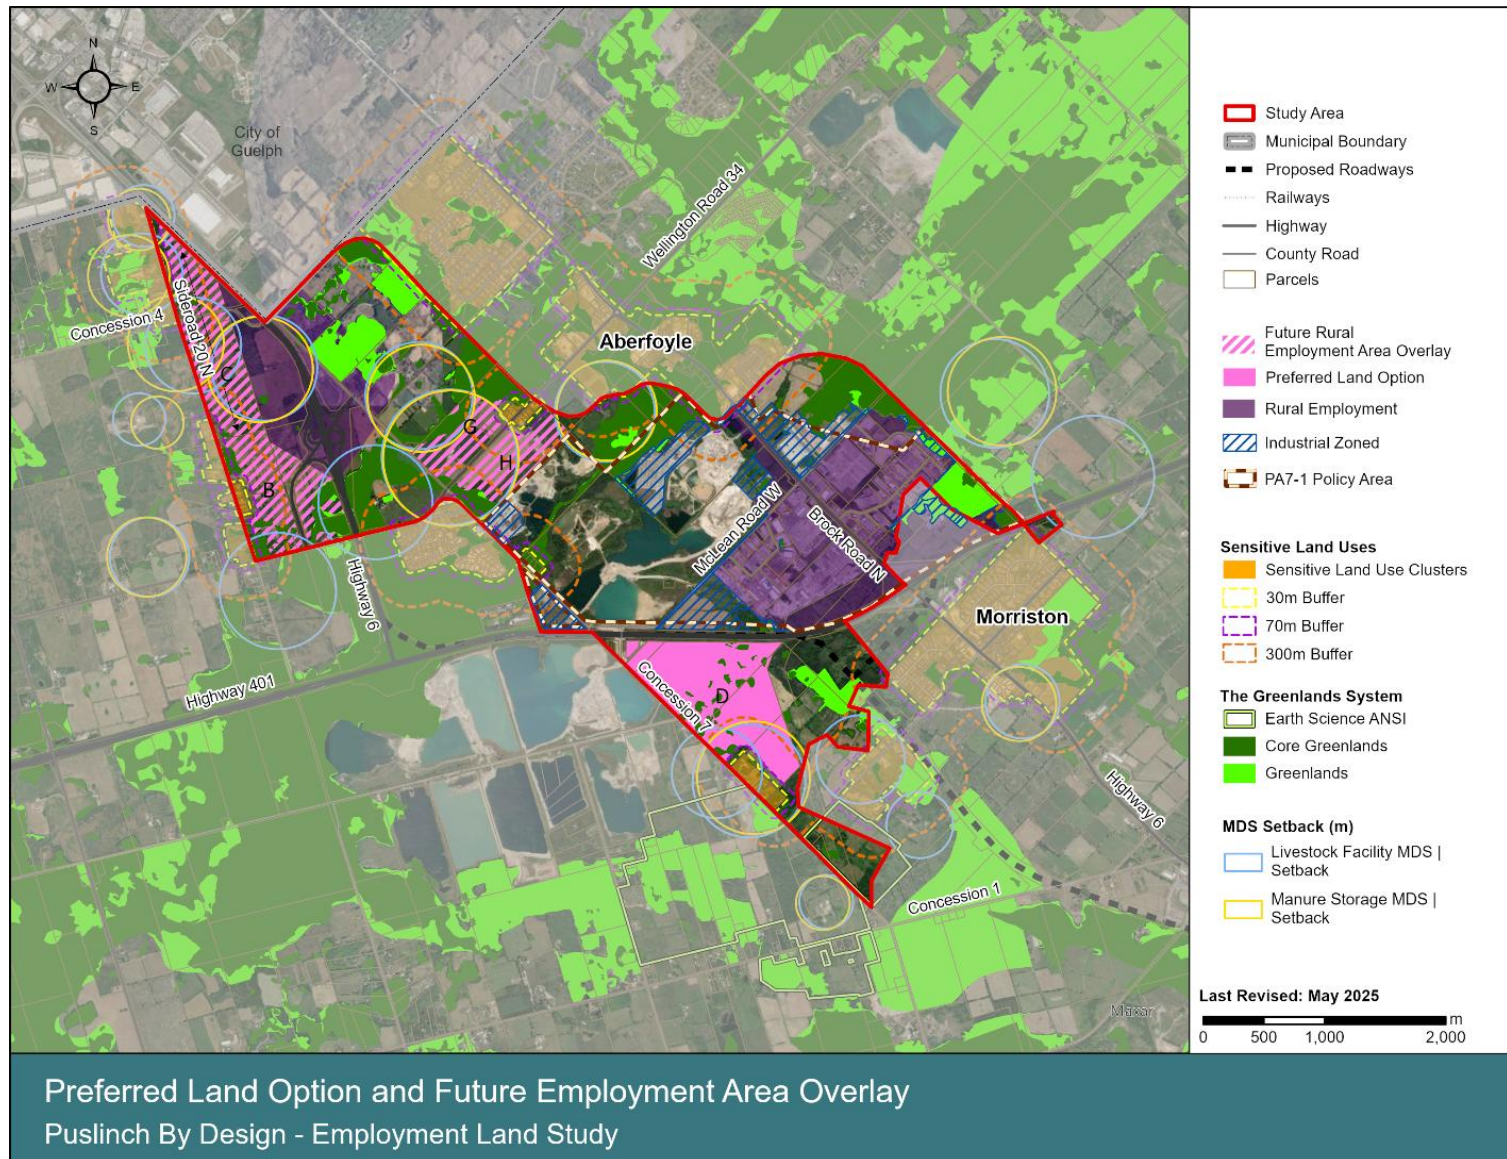 N
W
E
S
City of
Guelph
Wellington Road 34
Concession 4
Sideroad 20 N
Aberfoyle
C
G
H
B
McLean Road W
Brock Road N
Highway 6
Morriston
Highway 401
Concession 7
D
Highway 6
Concession 1
Maxar
Study Area
Municipal Boundary
Proposed Roadways
Railways
Highway
County Road
Parcels
Future Rural
Employment Area Overlay
Preferred Land Option
Rural Employment
Industrial Zoned
PA7-1 Policy Area
Sensitive Land Uses
Sensitive Land Use Clusters
30m Buffer
70m Buffer
300m Buffer
The Greenlands System
Earth Science ANSI
Core Greenlands
Greenlands
MDS Setback (m)
Livestock Facility MDS |
Setback
Manure Storage MDS |
Setback
Last Revised: May 2025
m
0 500 1,000 2,000
Preferred Land Option and Future Employment Area Overlay
Puslinch By Design - Employment Land Study